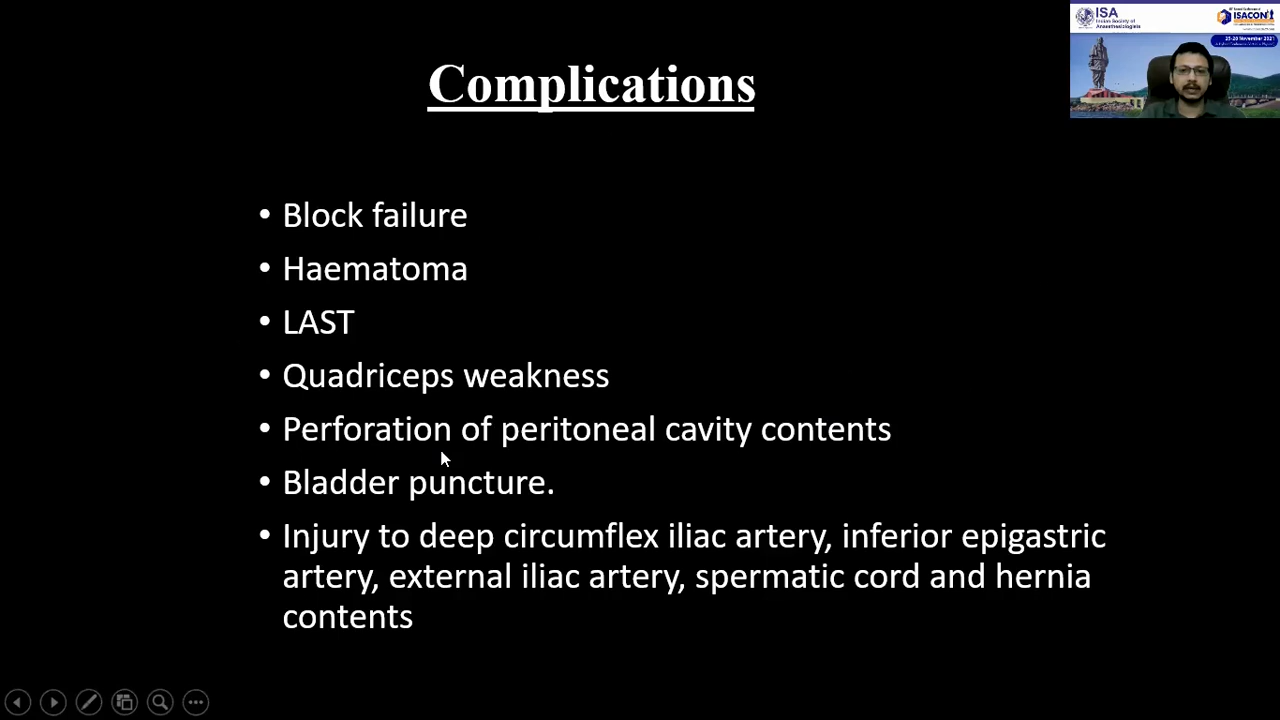 ISA
Indian Society of
Anaesthesiologists
ISACON
25-28 November 2021
Complications
• Block failure
• Haematoma
• LAST
• Quadriceps weakness
• Perforation of peritoneal cavity contents
• Bladder puncture.
• Injury to deep circumflex iliac artery, inferior epigastric
artery, external iliac artery, spermatic cord and hernia
contents